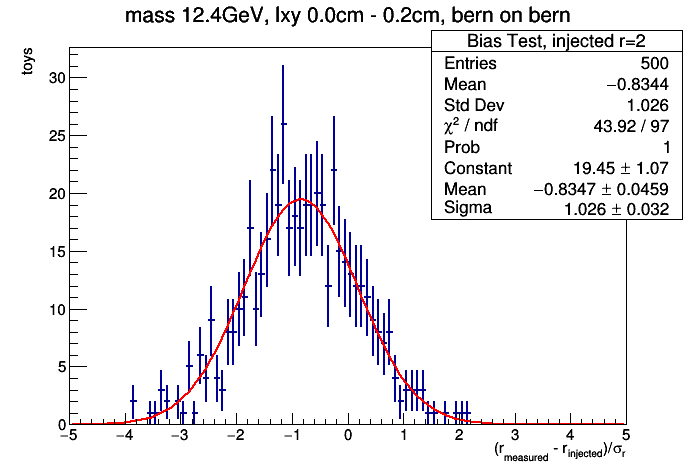 mass 12.4GeV, lxy 0.0cm - 0.2cm, bern on bern
Bias Test, injected r=2
Entries 500
Mean −0.8344
Std Dev 1.026
χ² / ndf 43.92 / 97
Prob 1
Constant 19.45 ± 1.07
Mean −0.8347 ± 0.0459
Sigma 1.026 ± 0.032
toys
30
25
20
15
10
5
0
−5 −4 −3 −2 −1 0 1 2 3 4 5
(r_measured - r_injected)/σ_r